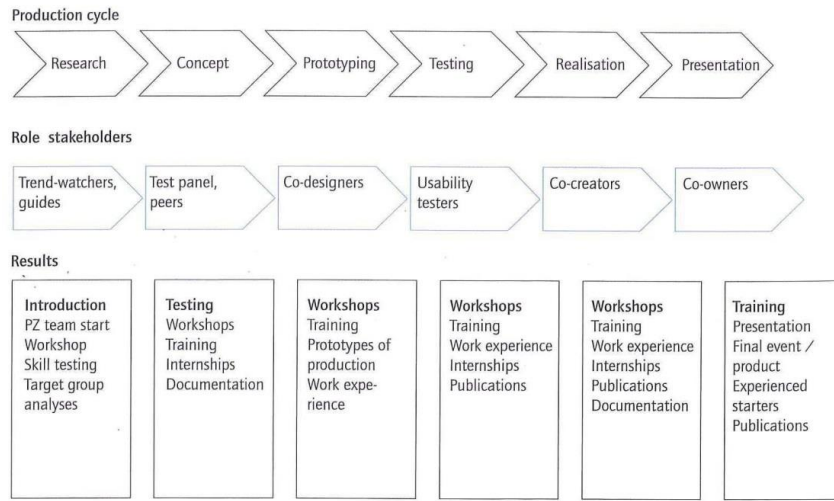 Production cycle
Research
Concept
Prototyping
Testing
Realisation
Presentation
Role stakeholders
Trend-watchers,
guides
Test panel,
peers
Co-designers
Usability
testers
Co-creators
Co-owners
Results
Introduction
PZ team start
Workshop
Skill testing
Target group
analyses
Testing
Workshops
Training
Internships
Documentation
Workshops
Training
Prototypes of
production
Work expe-
rience
Workshops
Training
Work experience
Internships
Publications
Workshops
Training
Work experience
Internships
Publications
Documentation
Training
Presentation
Final event /
product
Experienced
starters
Publications